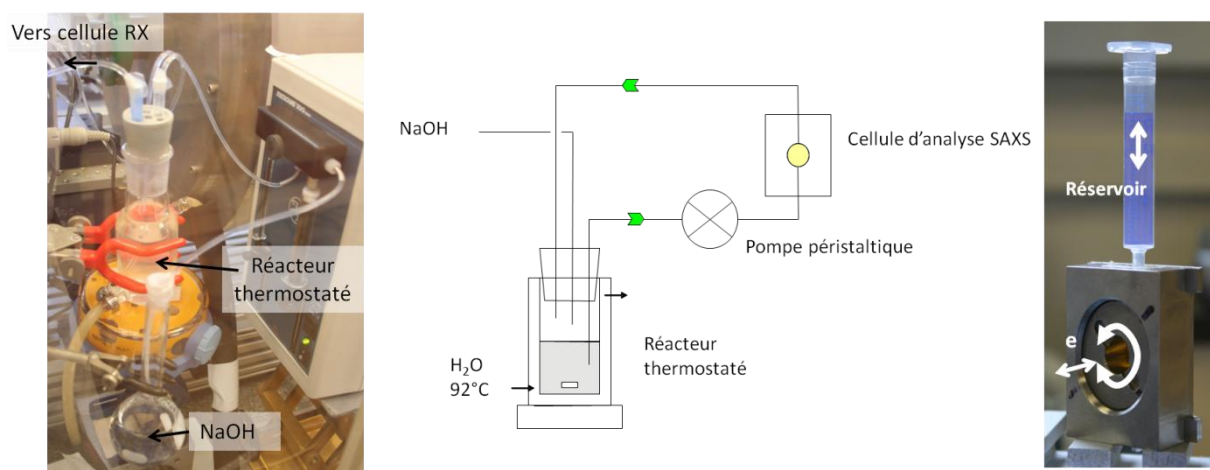 Vers cellule RX
Réacteur
thermostaté
NaOH
NaOH
Cellule d'analyse SAXS
Pompe péristaltique
Réacteur
thermostaté
H₂O
92°C
Réservoir
e